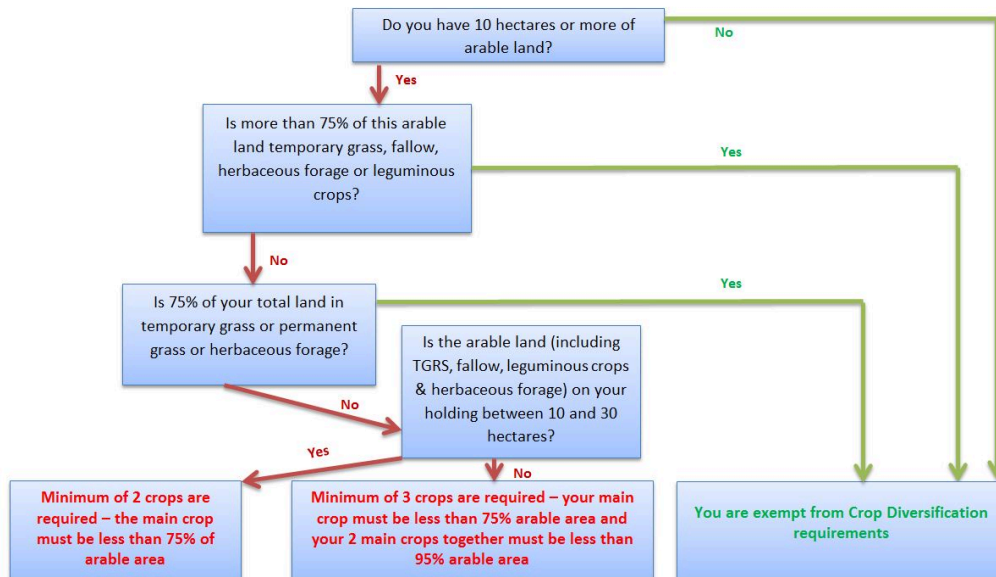 Do you have 10 hectares or more of
arable land?
No
Yes
Is more than 75% of this arable
land temporary grass, fallow,
herbaceous forage or leguminous
crops?
Yes
No
Is 75% of your total land in
temporary grass or permanent
grass or herbaceous forage?
Yes
Is the arable land (including
TGRS, fallow, leguminous crops
& herbaceous forage) on your
holding between 10 and 30
hectares?
No
Yes
No
Minimum of 2 crops are
required – the main crop
must be less than 75% of
arable area
Minimum of 3 crops are required – your main
crop must be less than 75% arable area and
your 2 main crops together must be less than
95% arable area
You are exempt from Crop Diversification
requirements